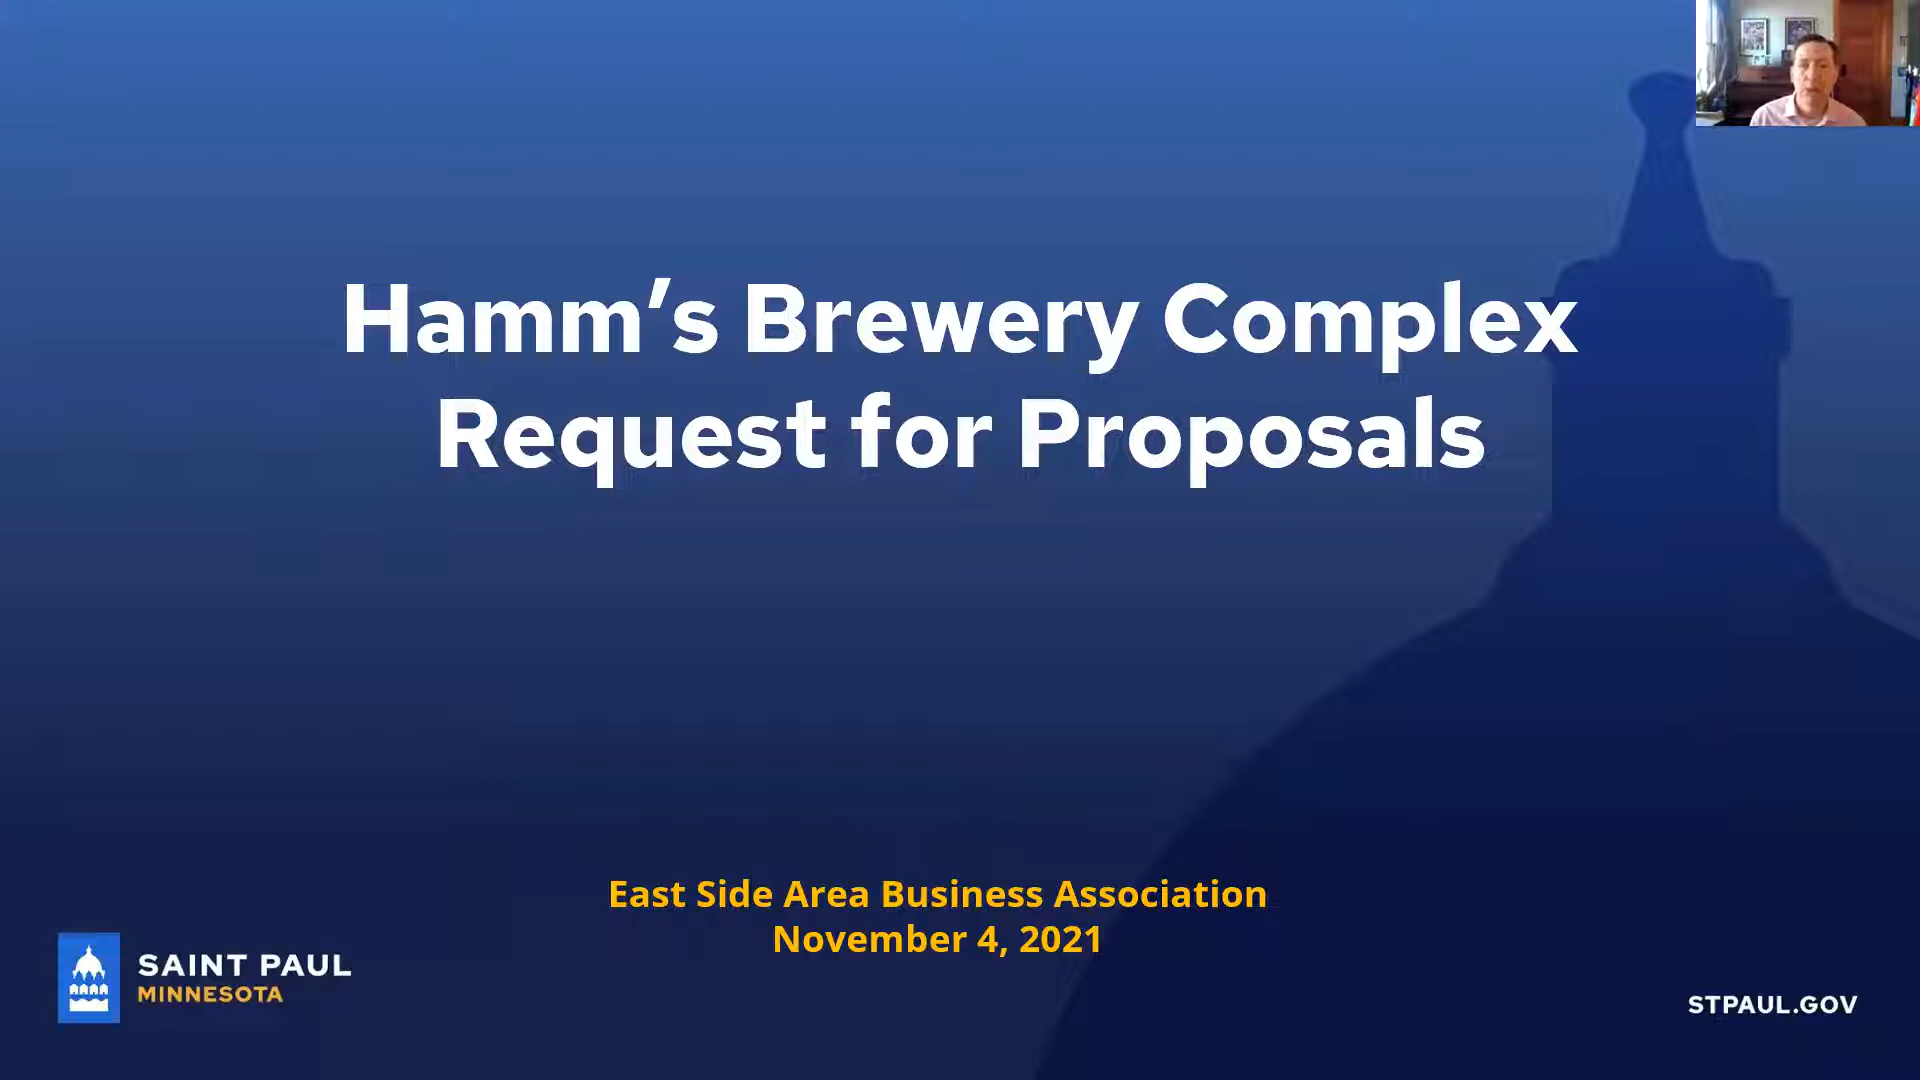 Hamm’s Brewery Complex
Request for Proposals
East Side Area Business Association
November 4, 2021
SAINT PAUL
MINNESOTA
STPAUL.GOV